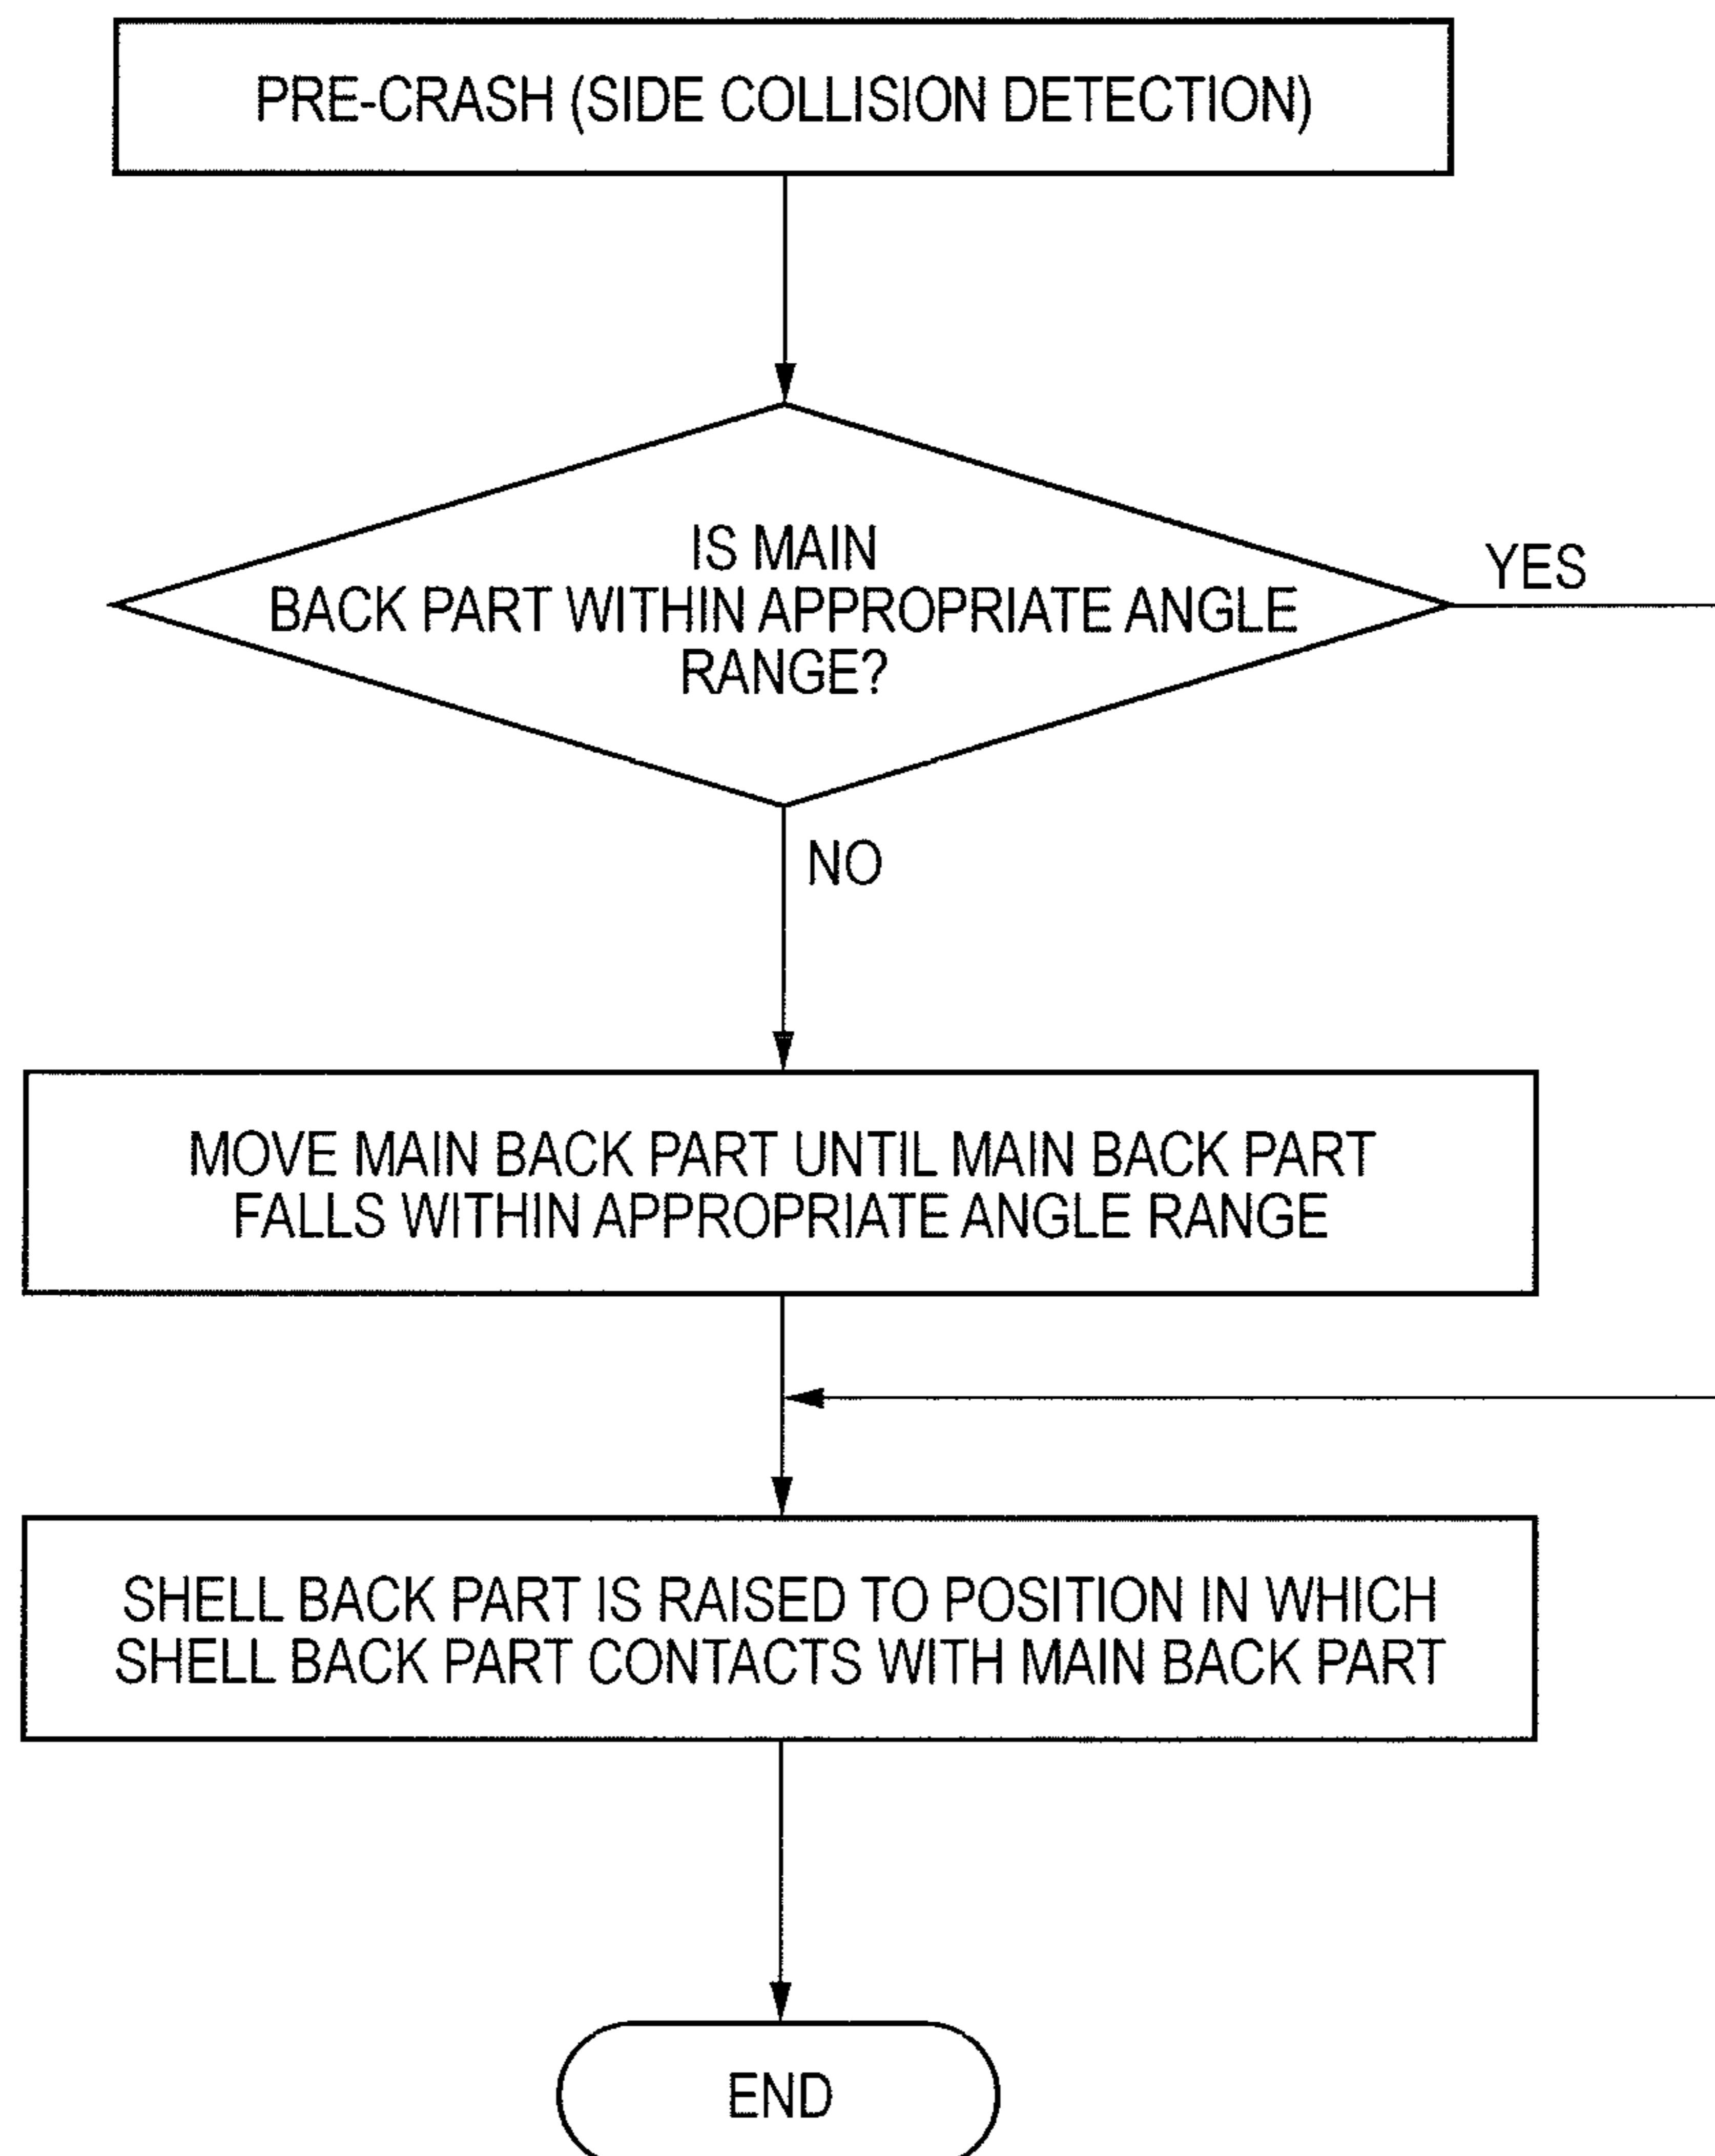 PRE-CRASH (SIDE COLLISION DETECTION)
IS MAIN
BACK PART WITHIN APPROPRIATE ANGLE
RANGE?
YES
NO
MOVE MAIN BACK PART UNTIL MAIN BACK PART
FALLS WITHIN APPROPRIATE ANGLE RANGE
SHELL BACK PART IS RAISED TO POSITION IN WHICH
SHELL BACK PART CONTACTS WITH MAIN BACK PART
END